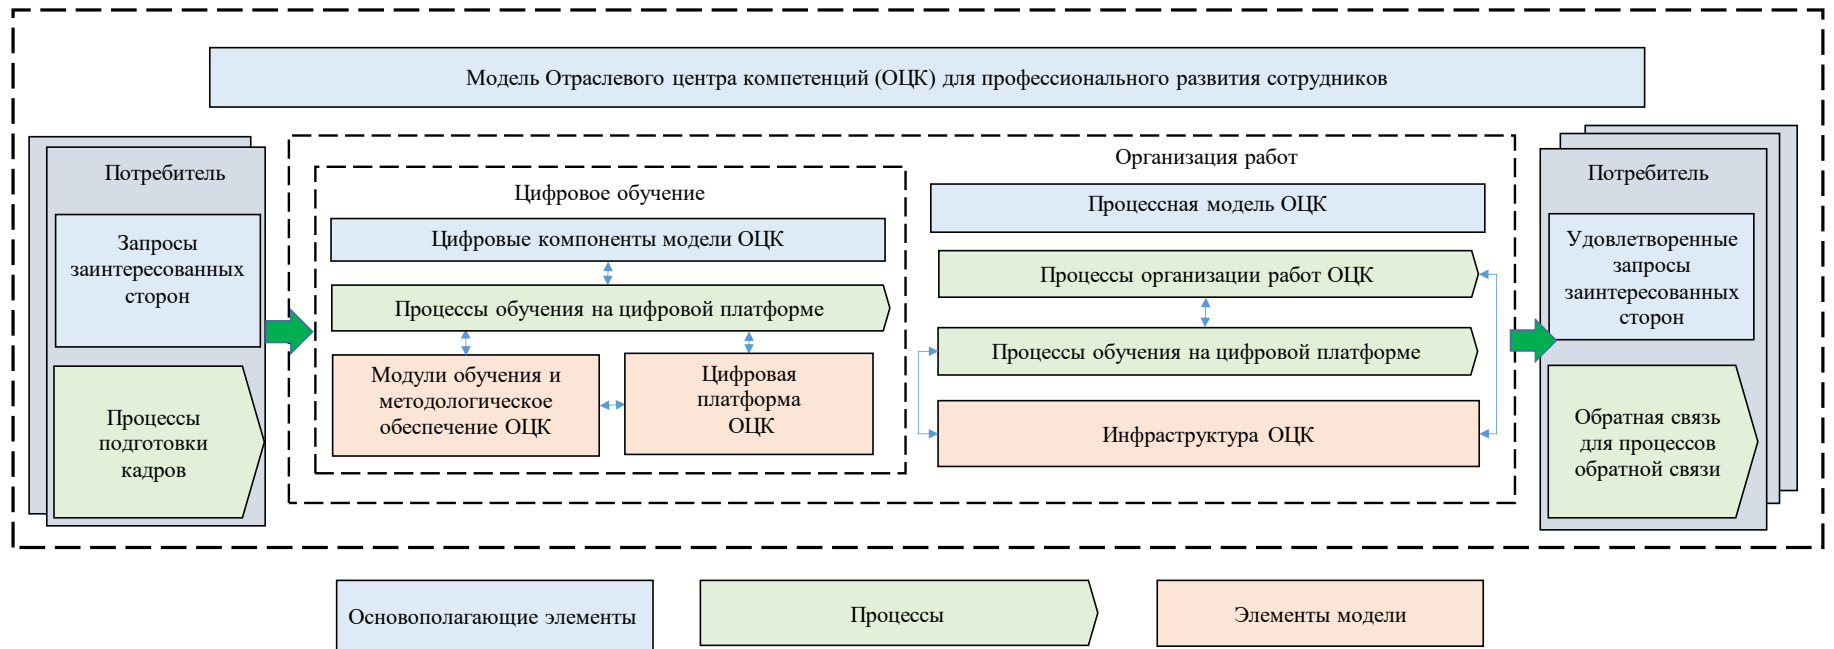 Модель Отраслевого центра компетенций (ОЦК) для профессионального развития сотрудников
Потребитель
Запросы
заинтересованных
сторон
Процессы
подготовки
кадров
Цифровое обучение
Цифровые компоненты модели ОЦК
Процессы обучения на цифровой платформе
Модули обучения и
методологическое
обеспечение ОЦК
Цифровая
платформа
ОЦК
Организация работ
Процессная модель ОЦК
Процессы организации работ ОЦК
Процессы обучения на цифровой платформе
Инфраструктура ОЦК
Потребитель
Удовлетворенные
запросы
заинтересованных
сторон
Обратная связь
для процессов
обратной связи
Основополагающие элементы
Процессы
Элементы модели